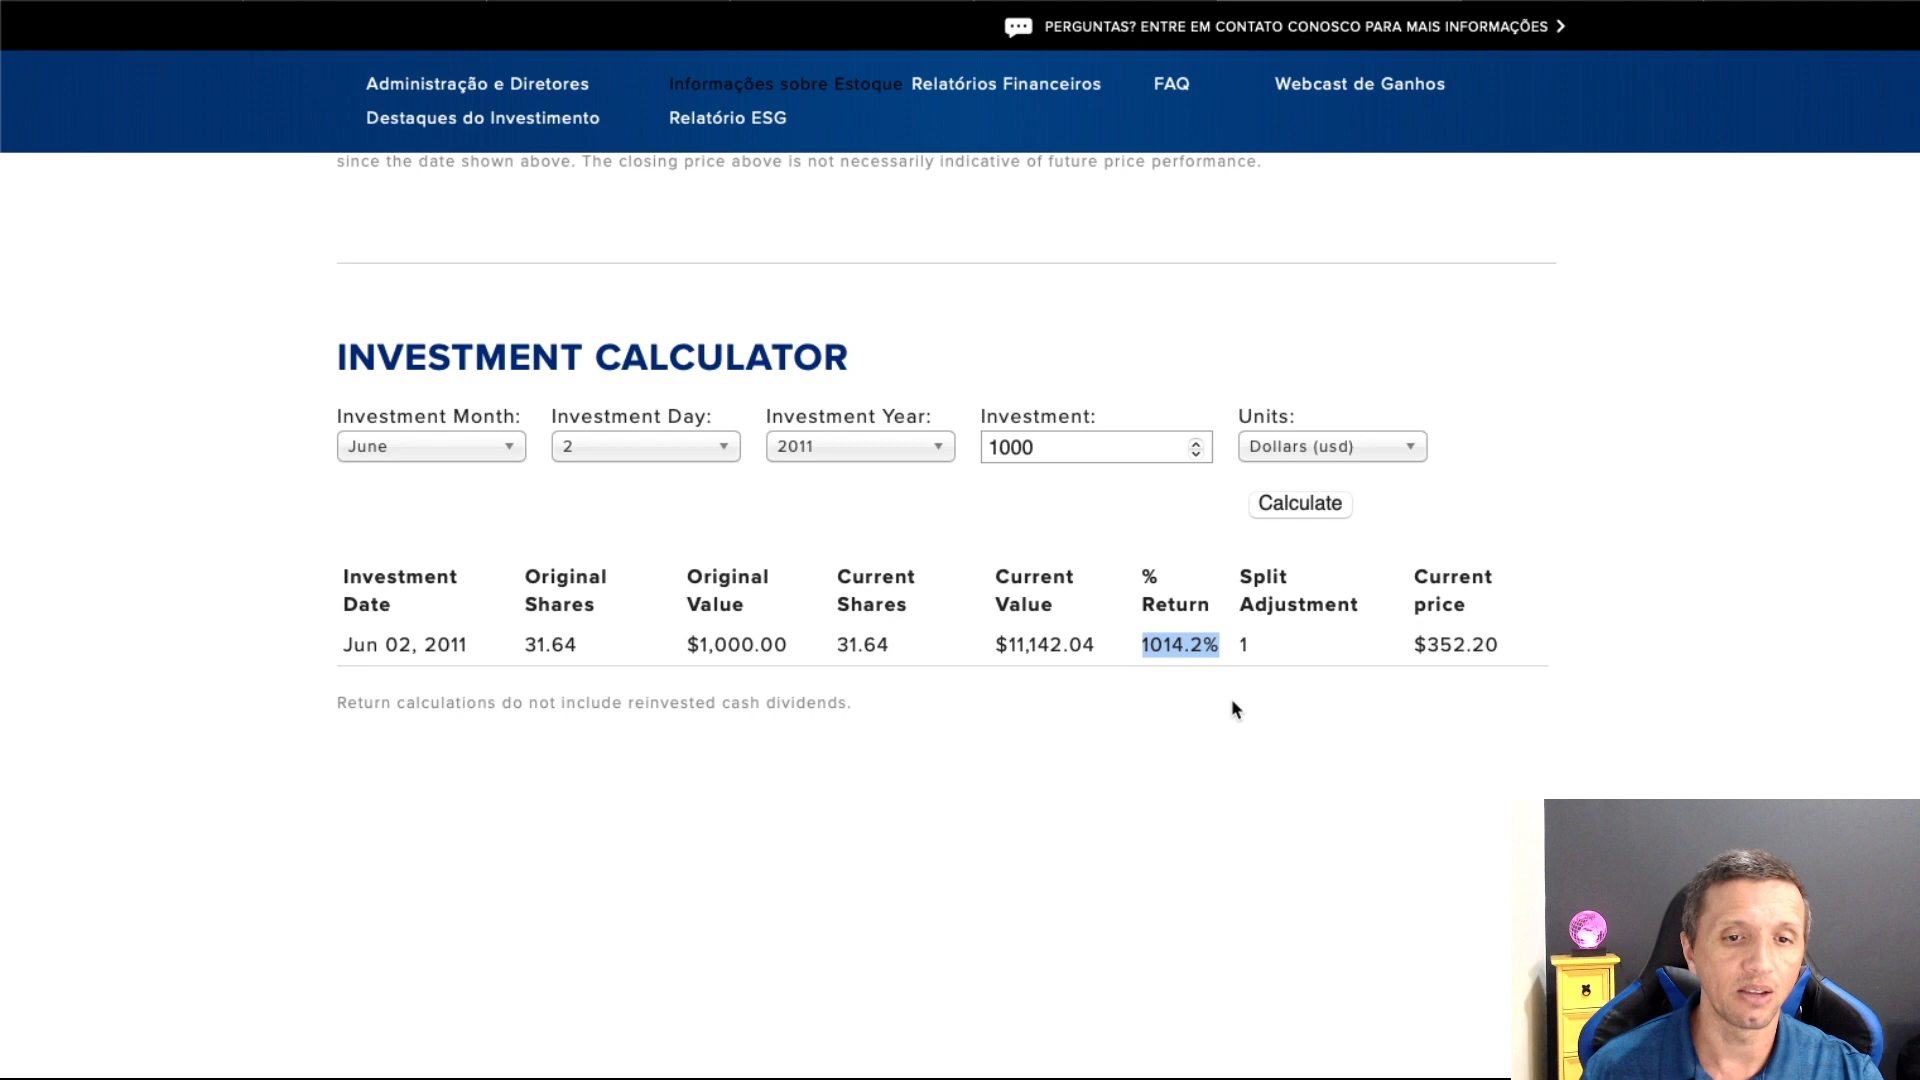 PERGUNTAS? ENTRE EM CONTATO CONOSCO PARA MAIS INFORMAÇÕES
Administração e Diretores Informações sobre Estoque Relatórios Financeiros FAQ Webcast de Ganhos
Destaques do Investimento Relatório ESG
since the date shown above. The closing price above is not necessarily indicative of future price performance.
INVESTMENT CALCULATOR
Investment Month: Investment Day: Investment Year: Investment: Units:
June 2 2011 1000 Dollars (usd)
Calculate
Investment Original Original Current Current % Split Current
Date Shares Value Shares Value Return Adjustment price
Jun 02, 2011 31.64 $1,000.00 31.64 $11,142.04 1014.2% 1 $352.20
Return calculations do not include reinvested cash dividends.